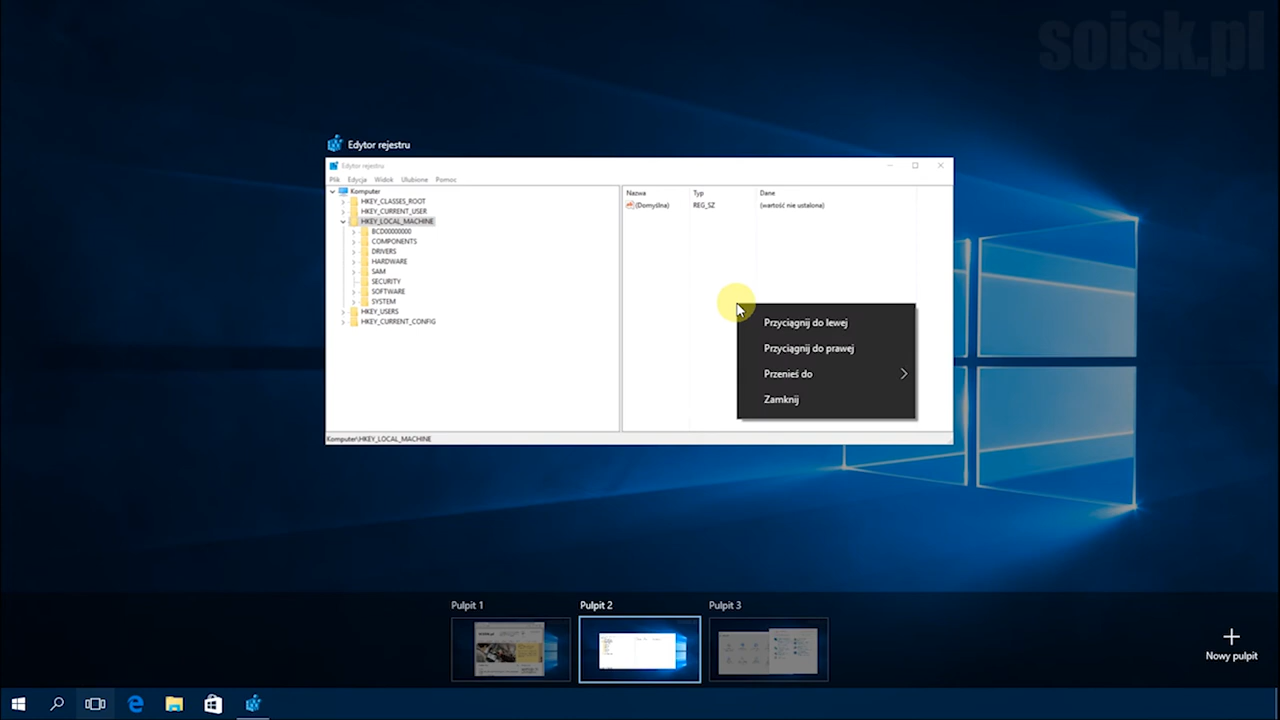 soisk.pl
Edytor rejestru
Edytor rejestru
Plik Edycja Widok Ulubione Pomoc
Komputer
HKEY_CLASSES_ROOT
HKEY_CURRENT_USER
HKEY_LOCAL_MACHINE
BCD00000000
COMPONENTS
DRIVERS
HARDWARE
SAM
SECURITY
SOFTWARE
SYSTEM
HKEY_USERS
HKEY_CURRENT_CONFIG
Nazwa Typ Dane
(Domyślna) REG_SZ (wartość nie ustalona)
Przyciągnij do lewej
Przyciągnij do prawej
Przenieś do
Zamknij
Komputer\HKEY_LOCAL_MACHINE
Pulpit 1 Pulpit 2 Pulpit 3
Nowy pulpit